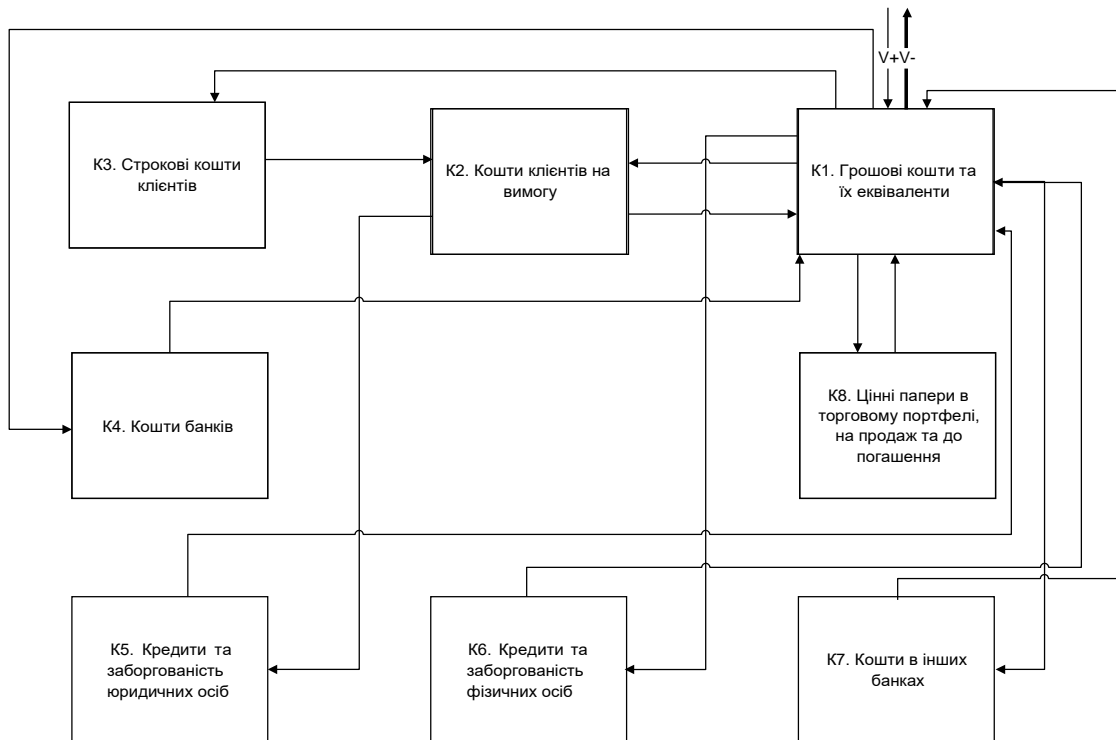 V+V-
К3. Строкові кошти
клієнтів
К2. Кошти клієнтів на
вимогу
К1. Грошові кошти та
їх еквіваленти
К4. Кошти банків
К8. Цінні папери в
торговому портфелі,
на продаж та до
погашення
К5. Кредити та
заборгованість
юридичних осіб
К6. Кредити та
заборгованість
фізичних осіб
К7. Кошти в інших
банках